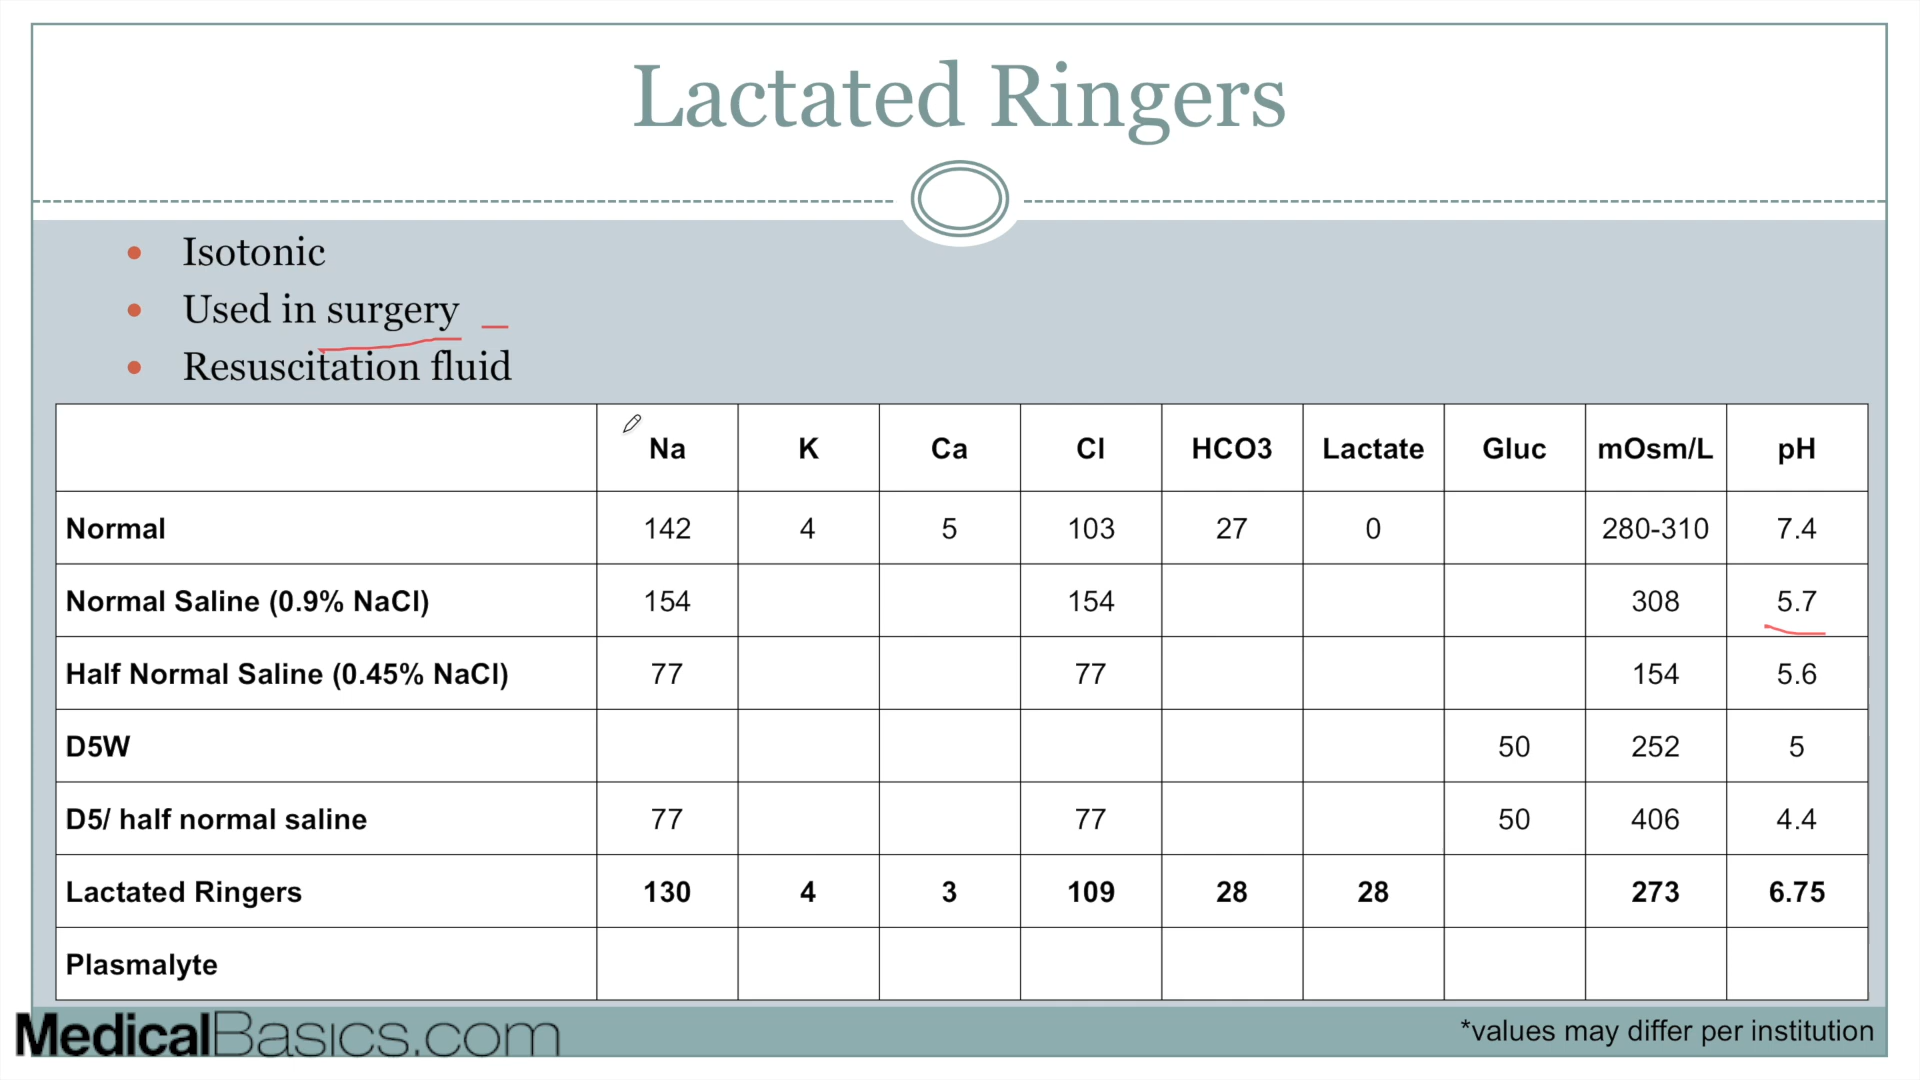 Lactated Ringers
• Isotonic
• Used in surgery
• Resuscitation fluid
Na K Ca Cl HCO3 Lactate Gluc mOsm/L pH
Normal 142 4 5 103 27 0 280-310 7.4
Normal Saline (0.9% NaCl) 154 154 308 5.7
Half Normal Saline (0.45% NaCl) 77 77 154 5.6
D5W 50 252 5
D5/ half normal saline 77 77 50 406 4.4
Lactated Ringers 130 4 3 109 28 28 273 6.75
Plasmalyte
MedicalBasics.com
*values may differ per institution